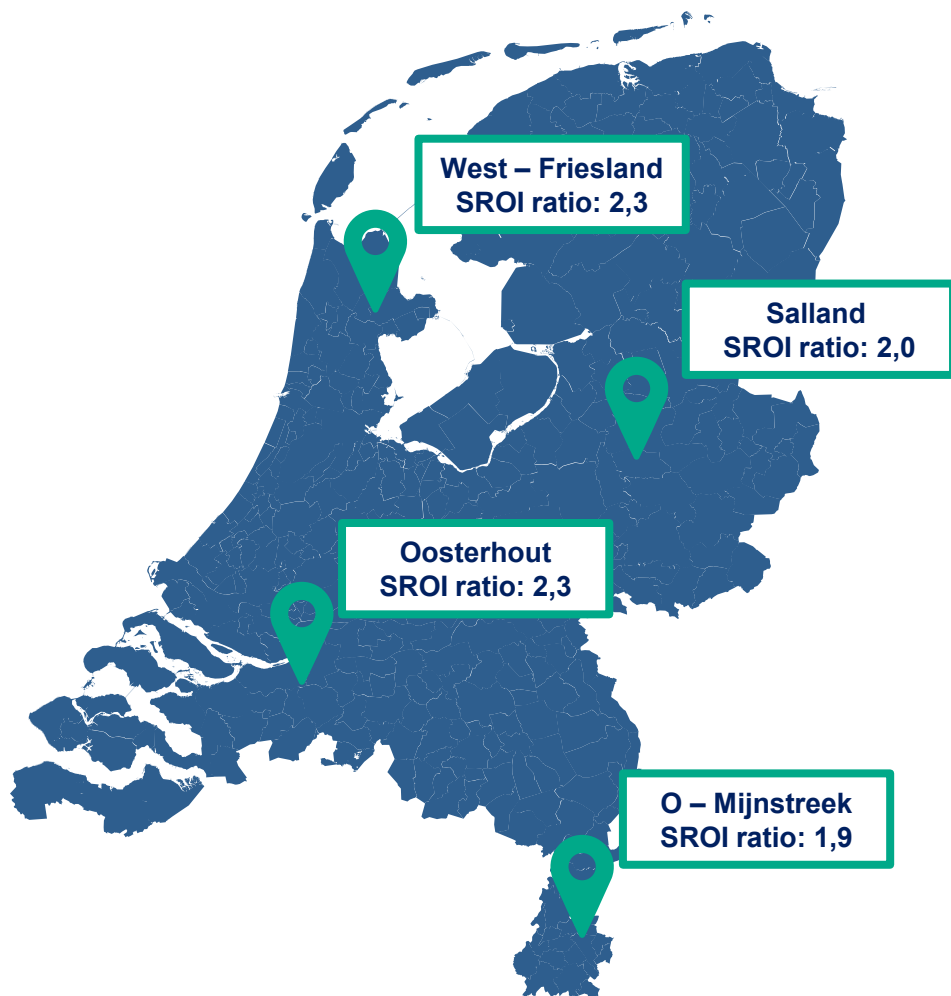 West – Friesland
SROI ratio: 2,3
Salland
SROI ratio: 2,0
Oosterhout
SROI ratio: 2,3
O – Mijnstreek
SROI ratio: 1,9